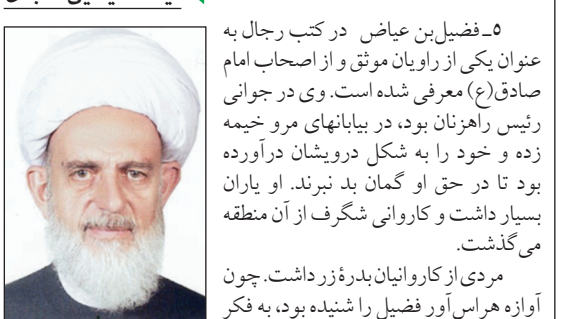 ۵ـ فضیل‌بن عیاض در کتب رجال به
عنوان یکی از راویان موثق و از اصحاب امام
صادق(ع) معرفی شده است. وی در جوانی
رئیس راهزنان بود، در بیابانهای مرو خیمه
زده و خود را به شکل درویشان درآورده
بود تا در حق او گمان بد نبرند. او یاران
بسیار داشت و کاروانی شگرف از آن منطقه
می‌گذشت.
مردی از کاروانیان بدرۀ زر داشت. چون
آوازه هراس‌آور فضیل را شنیده بود، به فکر